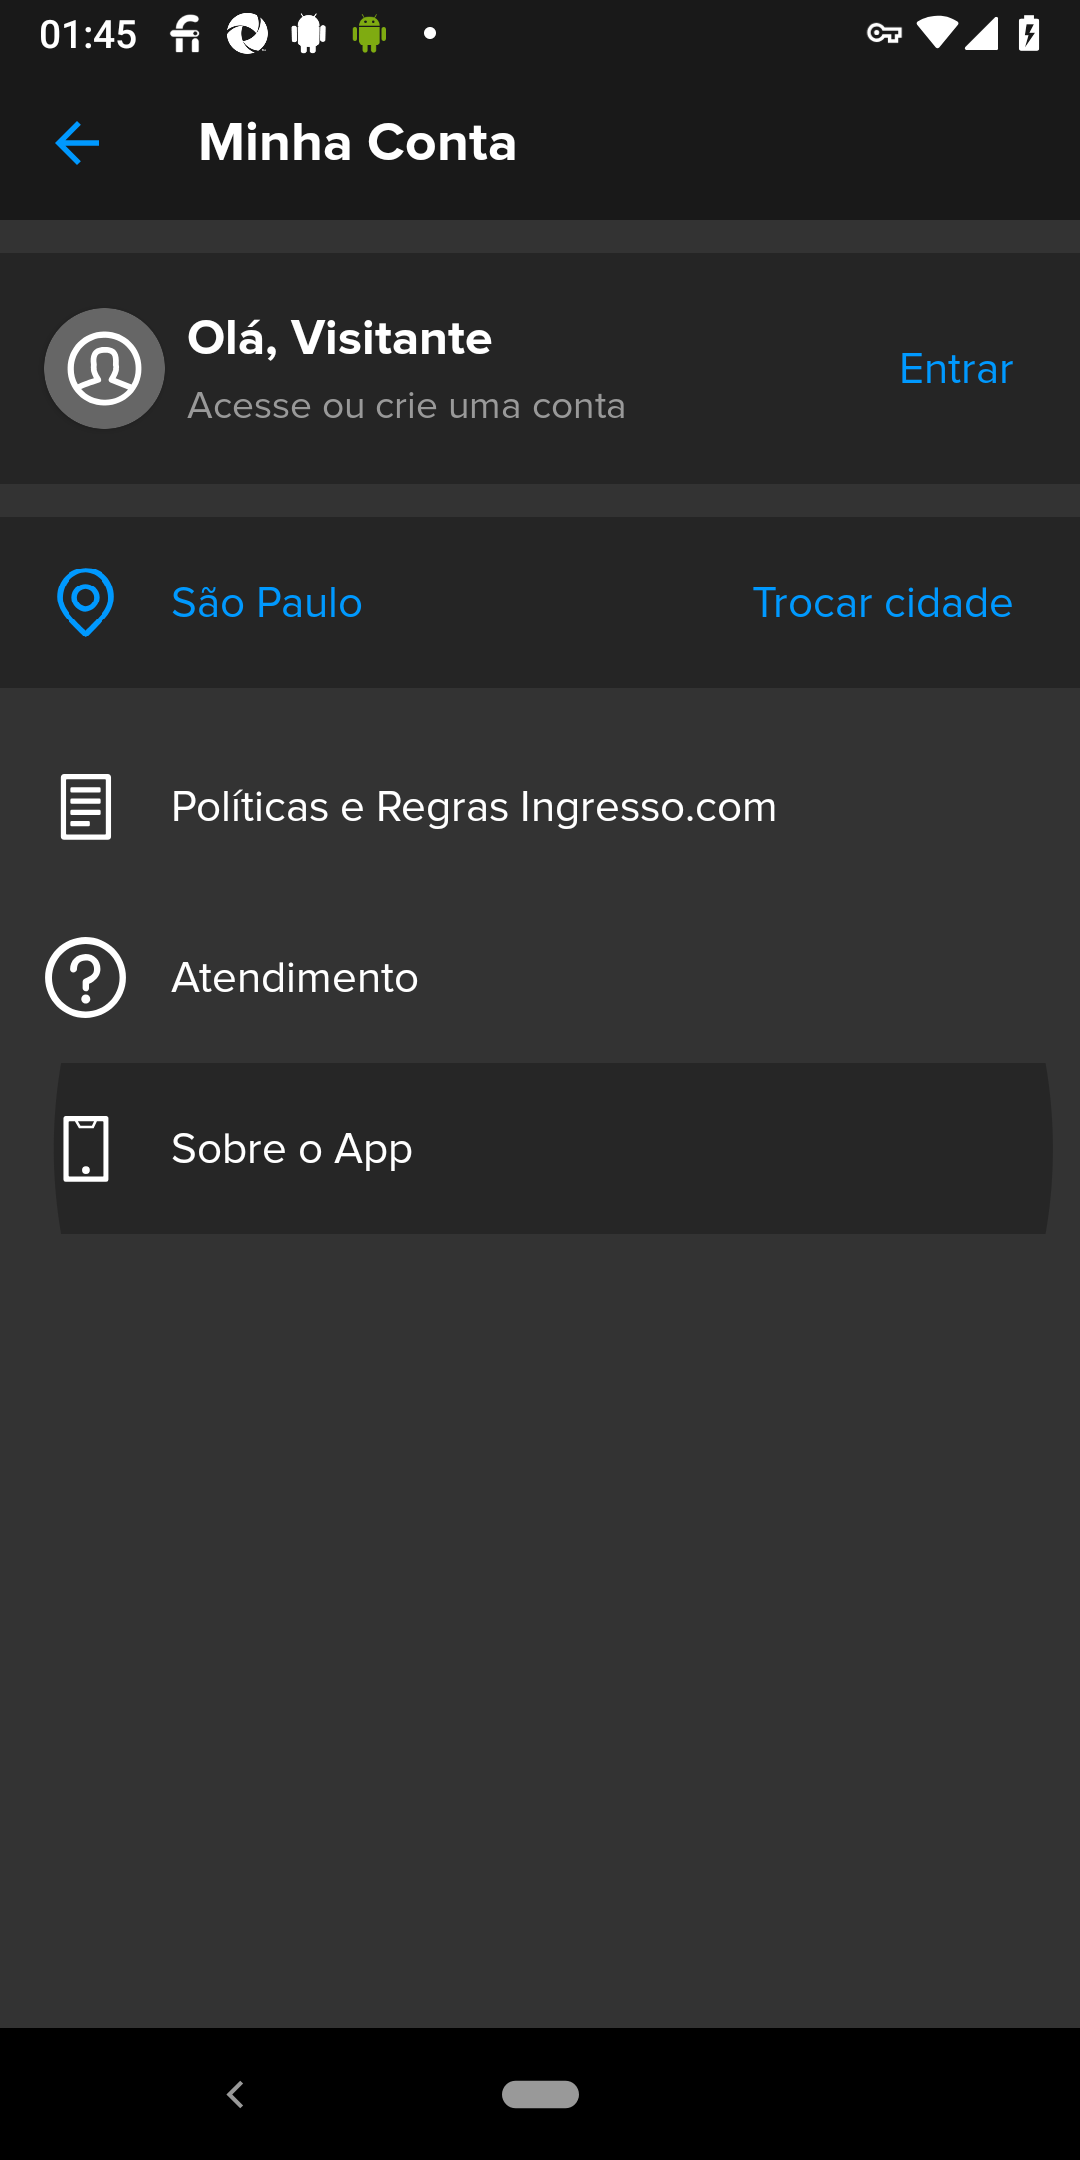 01:45
Minha Conta
Olá, Visitante
Acesse ou crie uma conta
Entrar
São Paulo
Trocar cidade
Políticas e Regras Ingresso.com
Atendimento
Sobre o App